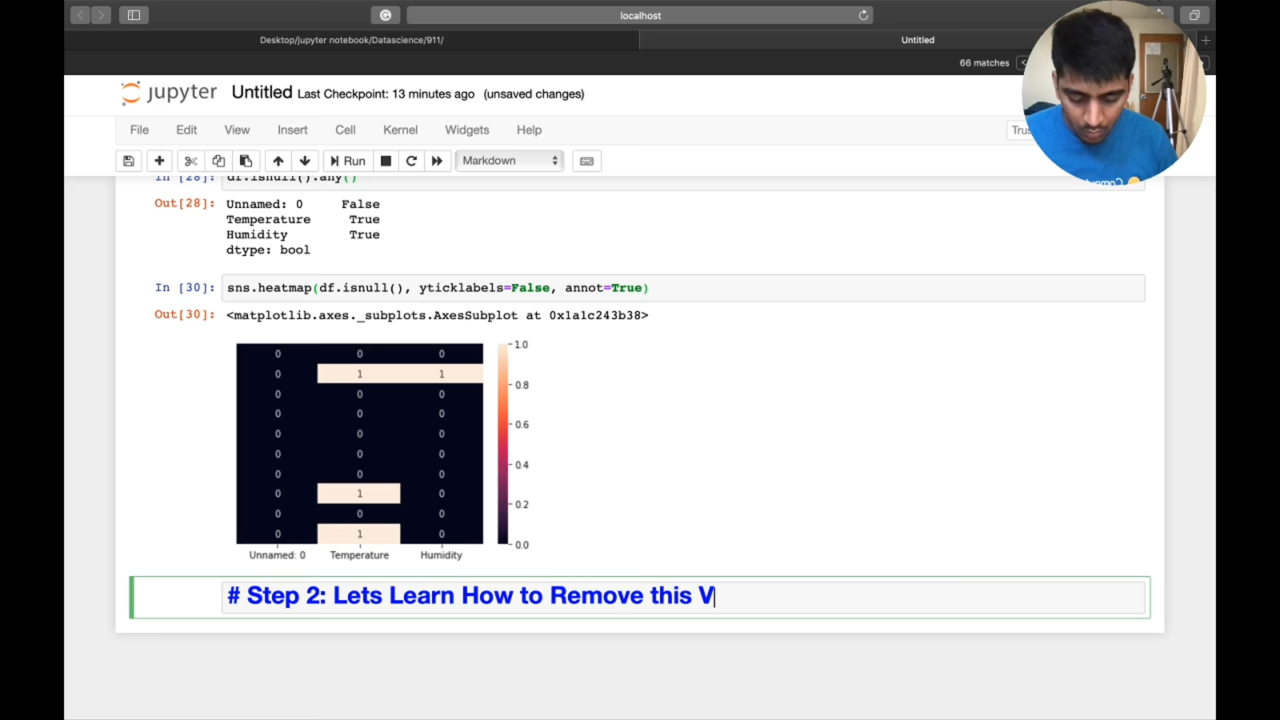 localhost
Desktop/jupyter notebook/Datascience/911/
Untitled
66 matches
jupyter Untitled Last Checkpoint: 13 minutes ago (unsaved changes)
File Edit View Insert Cell Kernel Widgets Help
Run Markdown
In [28]: df.isnull().any()
Out[28]: Unnamed: 0 False
Temperature True
Humidity True
dtype: bool
In [30]: sns.heatmap(df.isnull(), yticklabels=False, annot=True)
Out[30]: <matplotlib.axes._subplots.AxesSubplot at 0x1a1c243b38>
0 0 0 1.0
0 1 1
0 0 0 0.8
0 0 0
0 0 0 0.6
0 0 0
0 0 0 0.4
0 1 0
0 0 0 0.2
0 1 0
0.0
Unnamed: 0 Temperature Humidity
# Step 2: Lets Learn How to Remove this V